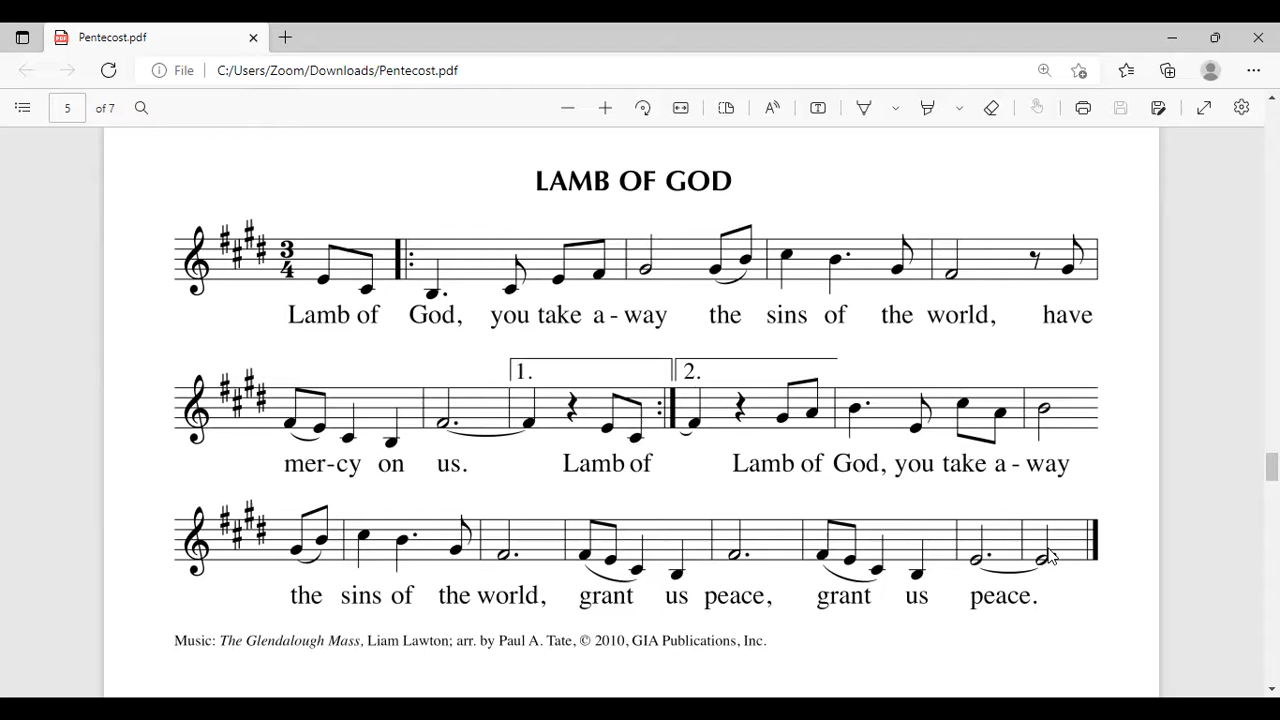 Pentecost.pdf
File C:/Users/Zoom/Downloads/Pentecost.pdf
5 of 7
LAMB OF GOD
3
4
Lamb of God, you take a - way the sins of the world, have
1. 2.
mer-cy on us. Lamb of Lamb of God, you take a - way
the sins of the world, grant us peace, grant us peace.
Music: The Glendalough Mass, Liam Lawton; arr. by Paul A. Tate, © 2010, GIA Publications, Inc.